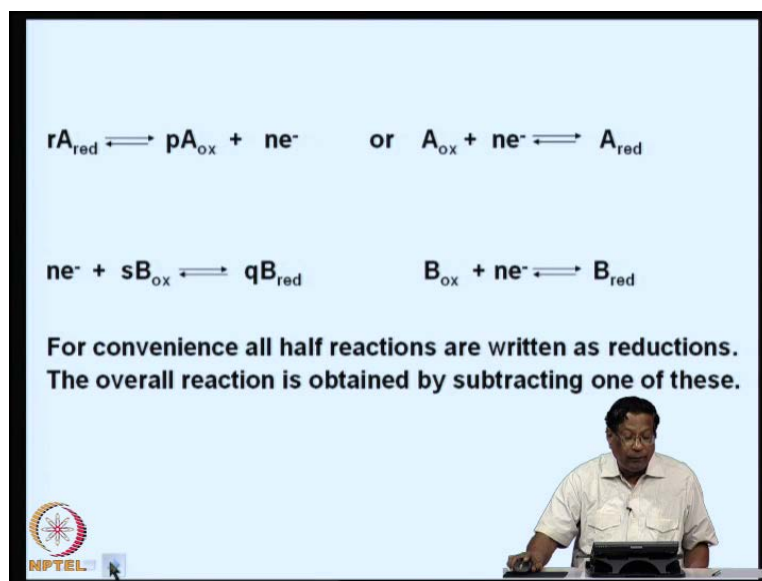 rA_red ⇌ pA_ox + ne⁻ or A_ox + ne⁻ ⇌ A_red
ne⁻ + sB_ox ⇌ qB_red B_ox + ne⁻ ⇌ B_red
For convenience all half reactions are written as reductions.
The overall reaction is obtained by subtracting one of these.
NPTEL